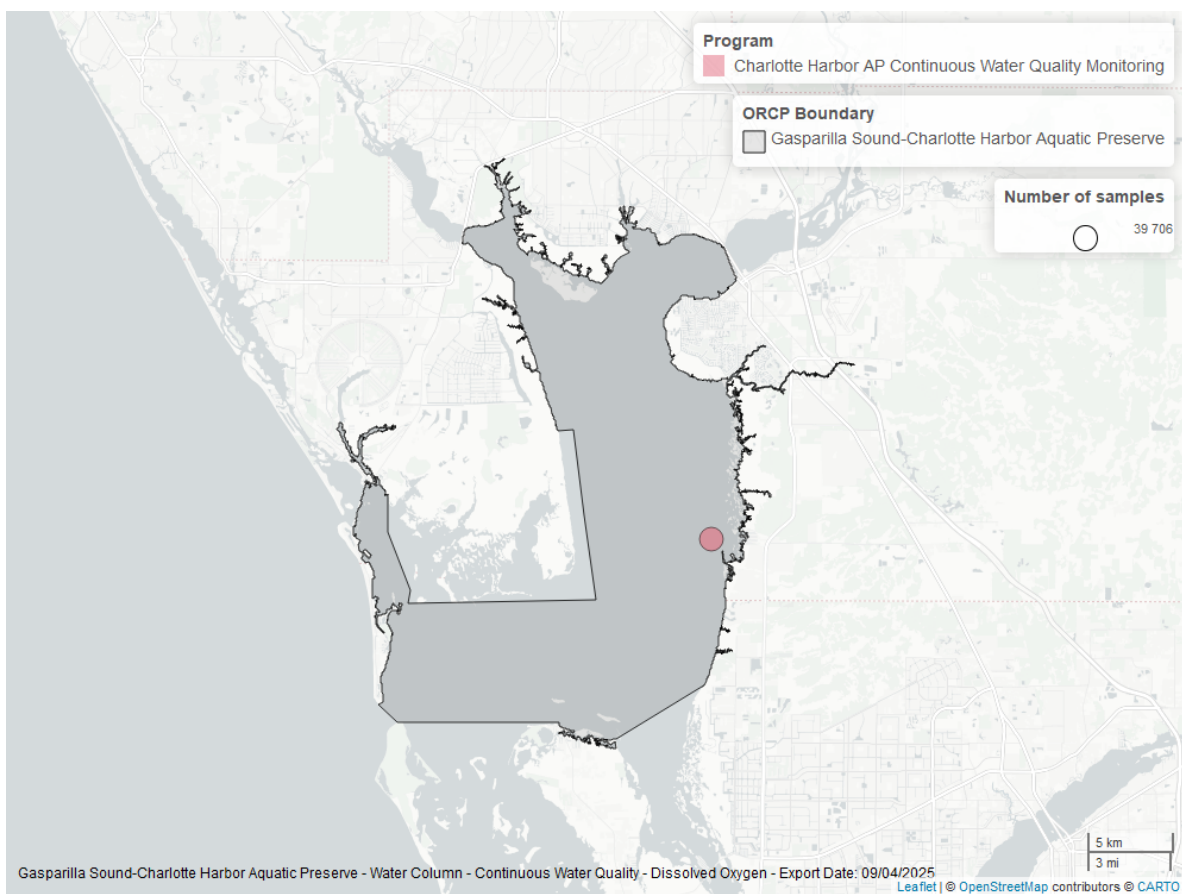 Program
Charlotte Harbor AP Continuous Water Quality Monitoring
ORCP Boundary
Gasparilla Sound-Charlotte Harbor Aquatic Preserve
Number of samples
39 706
5 km
3 mi
Gasparilla Sound-Charlotte Harbor Aquatic Preserve - Water Column - Continuous Water Quality - Dissolved Oxygen - Export Date: 09/04/2025
Leaflet | © OpenStreetMap contributors © CARTO